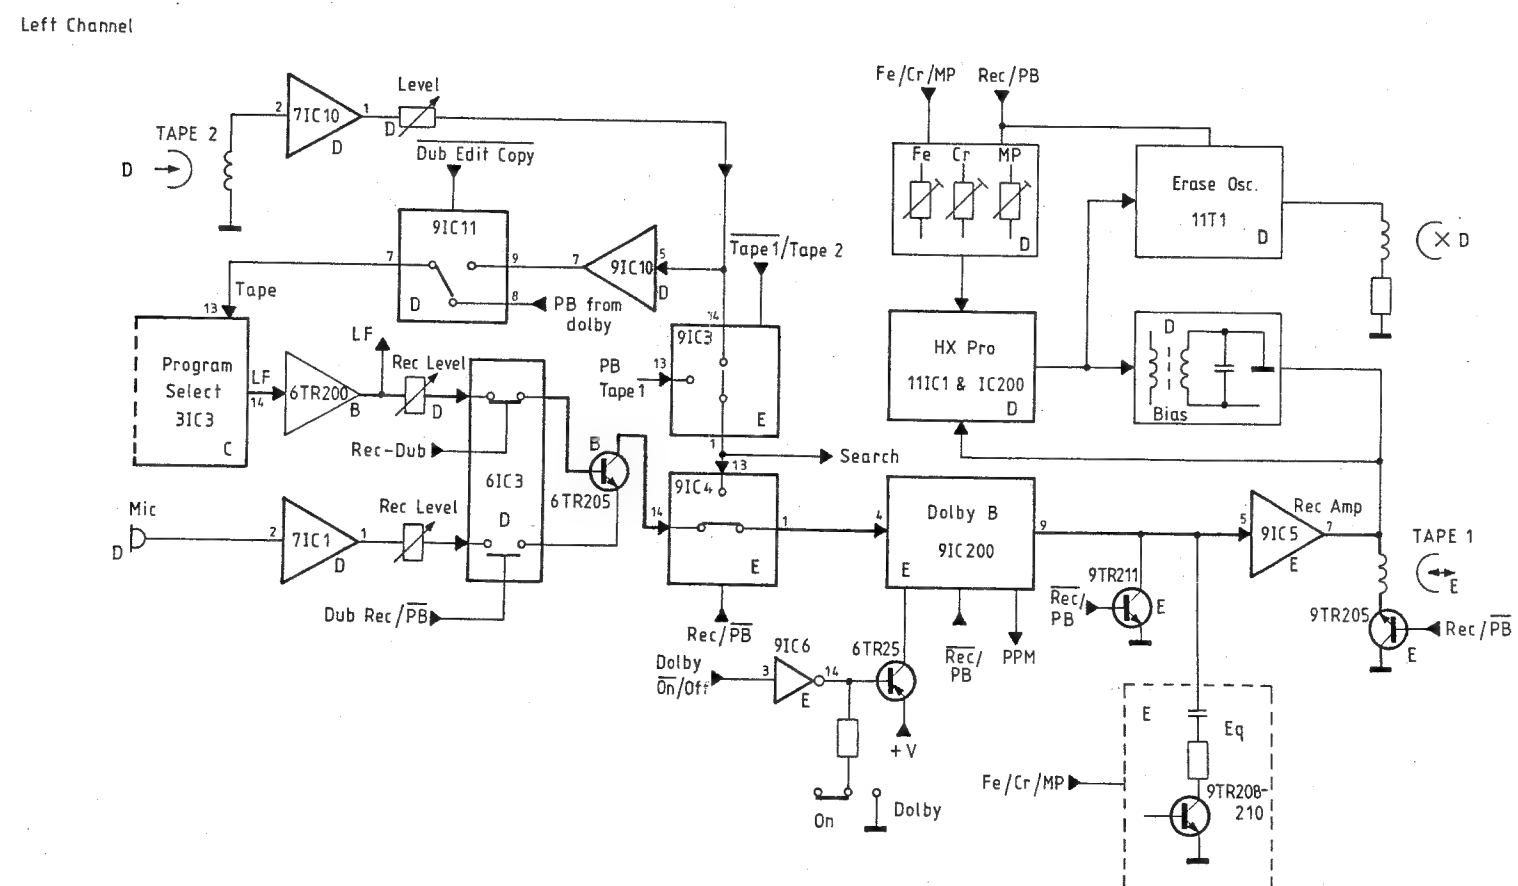 Left Channel
TAPE 2
D
2
7IC10
1
D
Level
D
Dub Edit Copy
9IC11
7
9
8
D
PB from
dolby
7
9IC10
5
D
Tape 1/Tape 2
Tape
13
Program
Select
3IC3
C
LF
14
6TR200
B
LF
Rec Level
D
Rec-Dub
6IC3
D
B
6TR205
Mic
D
2
7IC1
1
D
Rec Level
Dub Rec/PB
14
9IC3
PB
Tape 1
13
E
1
Search
13
9IC4
14
1
E
Rec/PB
Dolby
On/Off
9IC6
3
14
E
6TR25
+V
On
Dolby
4
Dolby B
9IC200
9
E
Rec/
PB
PPM
Fe/Cr/MP
Rec/PB
Fe
Cr
MP
D
HX Pro
11IC1 & IC200
D
Erase Osc.
11T1
D
D
D
Bias
9TR211
Rec/
PB
E
5
Rec Amp
9IC5
7
E
TAPE 1
E
9TR205
Rec/PB
E
E
Eq
Fe/Cr/MP
9TR208-
210